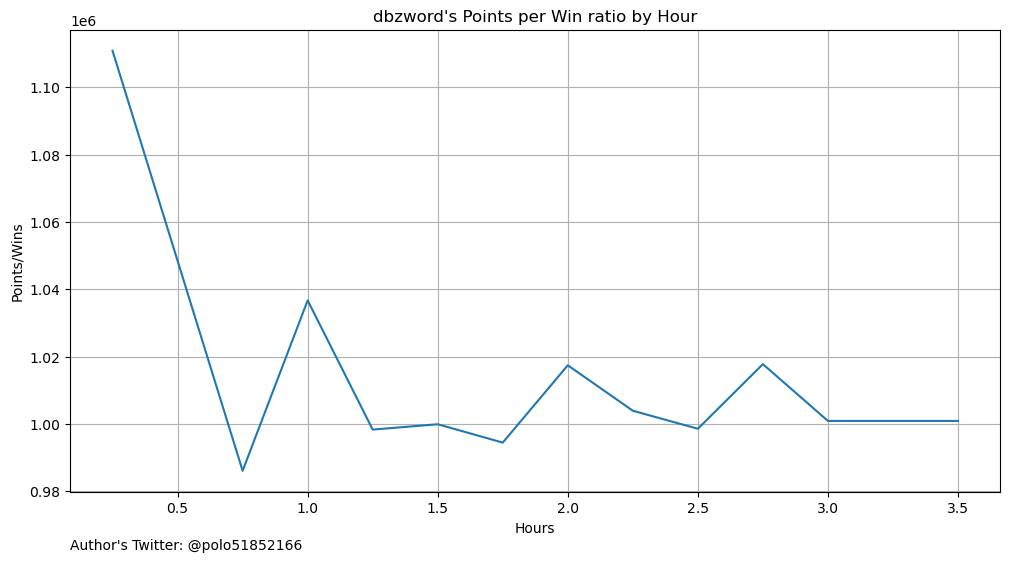 dbzword's Points per Win ratio by Hour
1e6
1.10
1.08
1.06
1.04
1.02
1.00
0.98
Points/Wins
0.5 1.0 1.5 2.0 2.5 3.0 3.5
Hours
Author's Twitter: @polo51852166